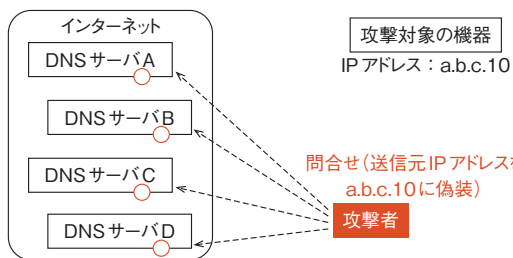 インターネット
DNSサーバA
DNSサーバB
DNSサーバC
DNSサーバD
攻撃対象の機器
IPアドレス：a.b.c.10
問合せ(送信元IPアドレスを
a.b.c.10に偽装)
攻撃者